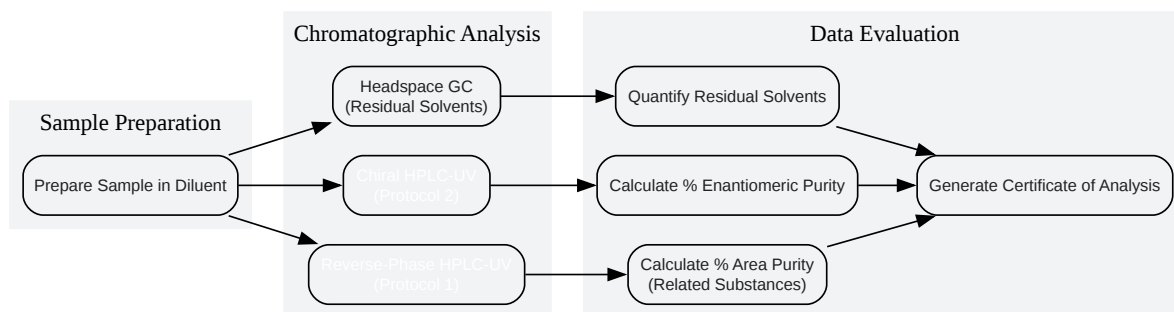 Sample Preparation
Prepare Sample in Diluent
Chromatographic Analysis
Headspace GC
(Residual Solvents)
Chiral HPLC-UV
(Protocol 2)
Reverse-Phase HPLC-UV
(Protocol 1)
Data Evaluation
Quantify Residual Solvents
Calculate % Enantiomeric Purity
Calculate % Area Purity
(Related Substances)
Generate Certificate of Analysis